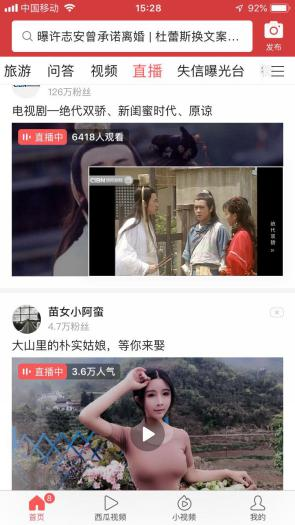 中国移动
15:28
曝许志安曾承诺离婚 | 杜蕾斯换文案...
发布
旅游 问答 视频 直播 失信曝光台
126万粉丝
电视剧—绝代双骄、新闺蜜时代、原谅
直播中 6418人观看
CIBN
绝代双骄
苗女小阿蛮
4.7万粉丝
大山里的朴实姑娘，等你来娶
直播中 3.6万人气
8
首页 西瓜视频 小视频 我的